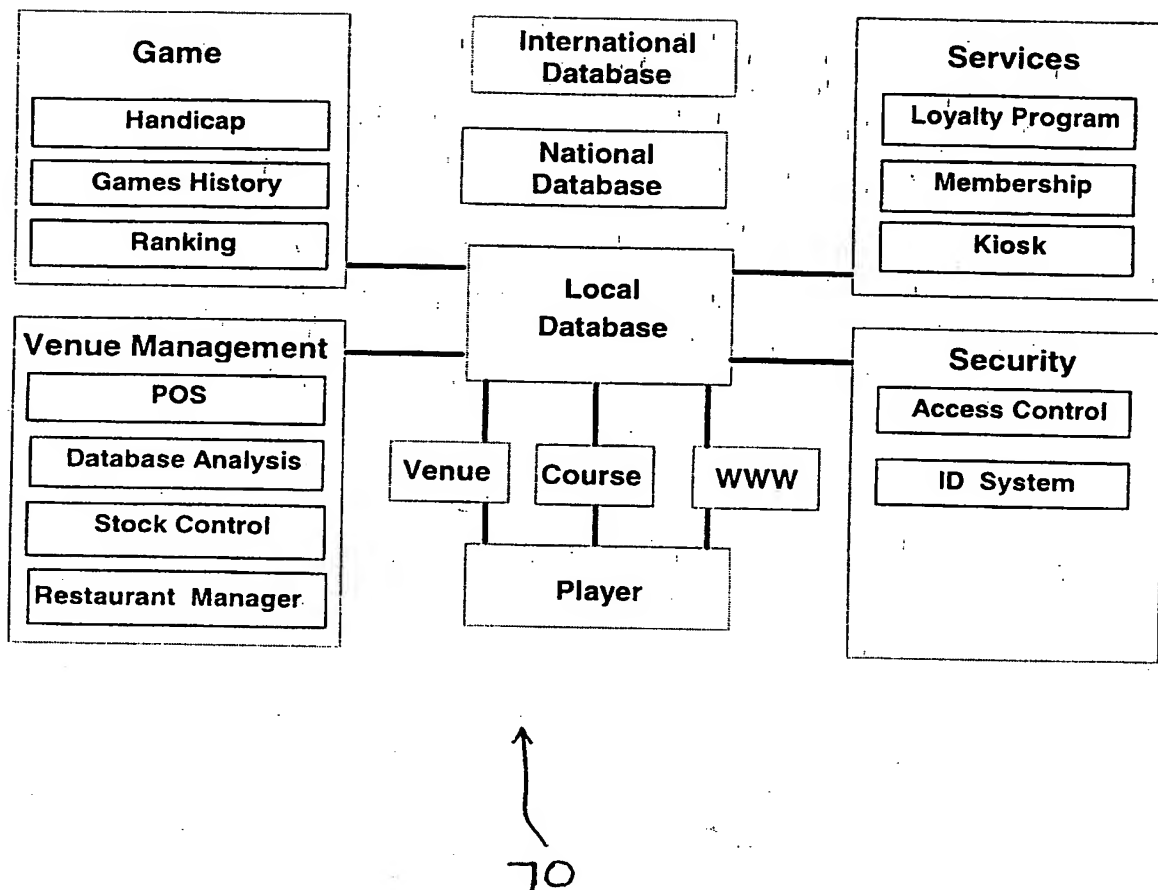 Game
Handicap
Games History
Ranking
International
Database
National
Database
Local
Database
Services
Loyalty Program
Membership
Kiosk
Venue Management
POS
Database Analysis
Stock Control
Restaurant Manager
Venue
Course
WWW
Player
Security
Access Control
ID System
70